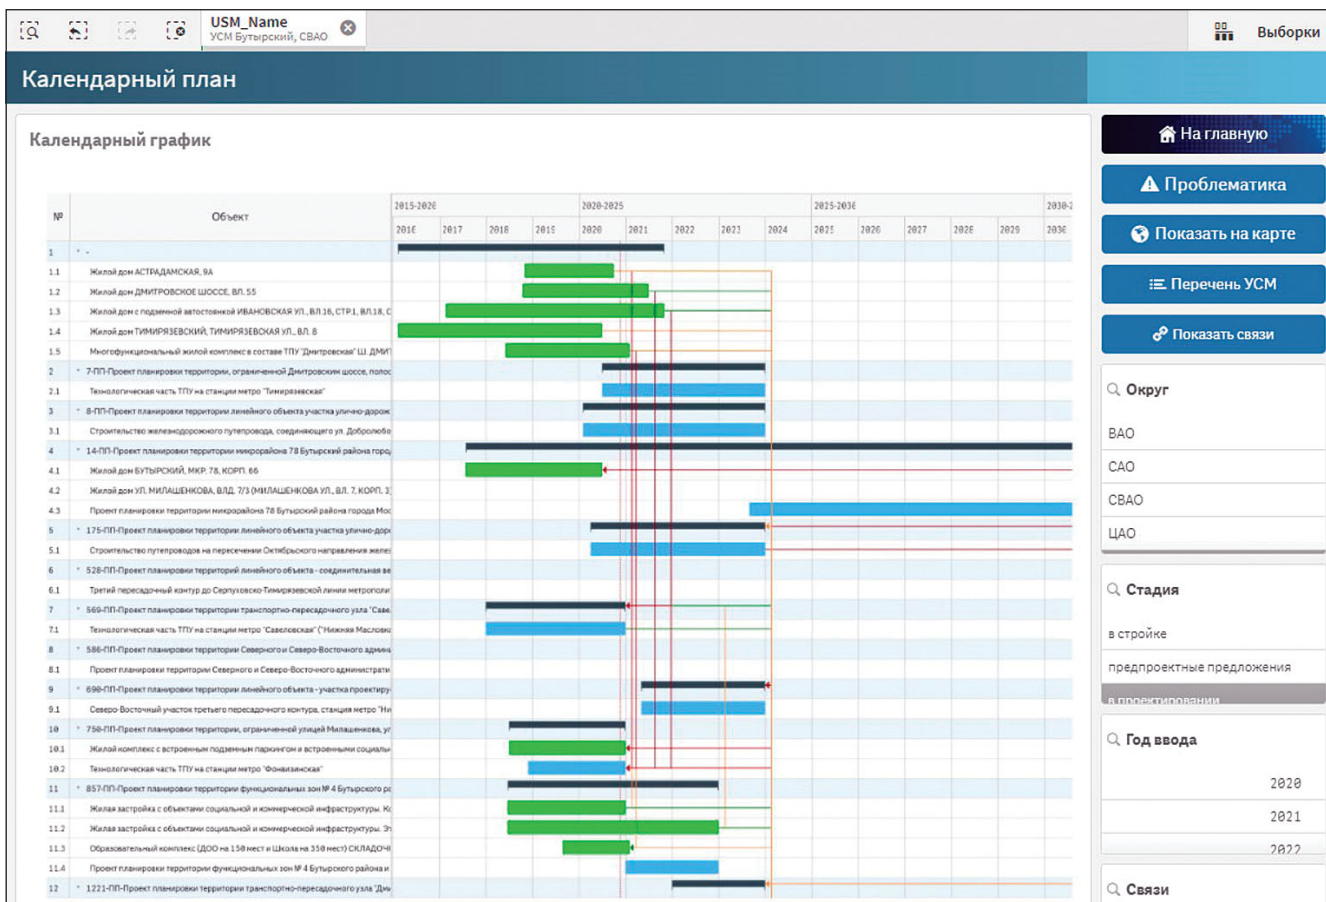 USM_Name
УСМ Бутырский, СВАО
Выборки
Календарный план
Календарный график
На главную
Проблематика
Показать на карте
Перечень УСМ
Показать связи
№ Объект
2015-2020 2020-2025 2025-2030 2030-2
2016 2017 2018 2019 2020 2021 2022 2023 2024 2025 2026 2027 2028 2029 2030
1 -
1.1 Жилой дом АСТРАДАМСКАЯ, 9А
1.2 Жилой дом ДМИТРОВСКОЕ ШОССЕ, ВЛ. 55
1.3 Жилой дом с подземной автостоянкой ИВАНОВСКАЯ УЛ., ВЛ.16, СТР.1, ВЛ.18, С
1.4 Жилой дом ТИМИРЯЗЕВСКИЙ, ТИМИРЯЗЕВСКАЯ УЛ., ВЛ. 8
1.5 Многофункциональный жилой комплекс в составе ТПУ "Дмитровская" Ш. ДМИТ
2 7-ПП-Проект планировки территории, ограниченной Дмитровским шоссе, полос
2.1 Технологическая часть ТПУ на станции метро "Тимирязевская"
3 8-ПП-Проект планировки территории линейного объекта участка улично-дорож
3.1 Строительство железнодорожного путепровода, соединяющего ул. Добролюбо
4 14-ПП-Проект планировки территории микрорайона 78 Бутырский района горо
4.1 Жилой дом БУТЫРСКИЙ, МКР. 78, КОРП. 66
4.2 Жилой дом УЛ. МИЛАШЕНКОВА, ВЛД. 7/3 (МИЛАШЕНКОВА УЛ., ВЛ. 7, КОРП. 3
4.3 Проект планировки территории микрорайона 78 Бутырский района города Мос
5 175-ПП-Проект планировки территории линейного объекта участка улично-доро
5.1 Строительство путепроводов на пересечении Октябрьского направления желез
6 528-ПП-Проект планировки территорий линейного объекта - соединительная ве
6.1 Третий пересадочный контур до Серпуховско-Тимирязевской линии метрополи
7 569-ПП-Проект планировки территории транспортно-пересадочного узла "Саве
7.1 Технологическая часть ТПУ на станции метро "Савеловская" ("Нижняя Масловка
8 586-ПП-Проект планировки территории Северного и Северо-Восточного админи
8.1 Проект планировки территории Северного и Северо-Восточного администрати
9 690-ПП-Проект планировки территории линейного объекта - участка проектиру
9.1 Северо-Восточный участок третьего пересадочного контура, станция метро "Ни
10 750-ПП-Проект планировки территории, ограниченной улицей Милашенкова, ул
10.1 Жилой комплекс с встроенным подземным паркингом и встроенными социаль
10.2 Технологическая часть ТПУ на станции метро "Фонвизинская"
11 857-ПП-Проект планировки территории функциональных зон № 4 Бутырского ра
11.1 Жилая застройка с объектами социальной и коммерческой инфраструктуры. Ко
11.2 Жилая застройка с объектами социальной и коммерческой инфраструктуры. Эт
11.3 Образовательный комплекс (ДОО на 150 мест и Школа на 350 мест) СКЛАДОЧН
11.4 Проект планировки территории функциональных зон № 4 Бутырского района и
12 1221-ПП-Проект планировки территории транспортно-пересадочного узла "Дми
Округ
ВАО
САО
СВАО
ЦАО
Стадия
в стройке
предпроектные предложения
в проектировании
Год ввода
2020
2021
2022
Связи